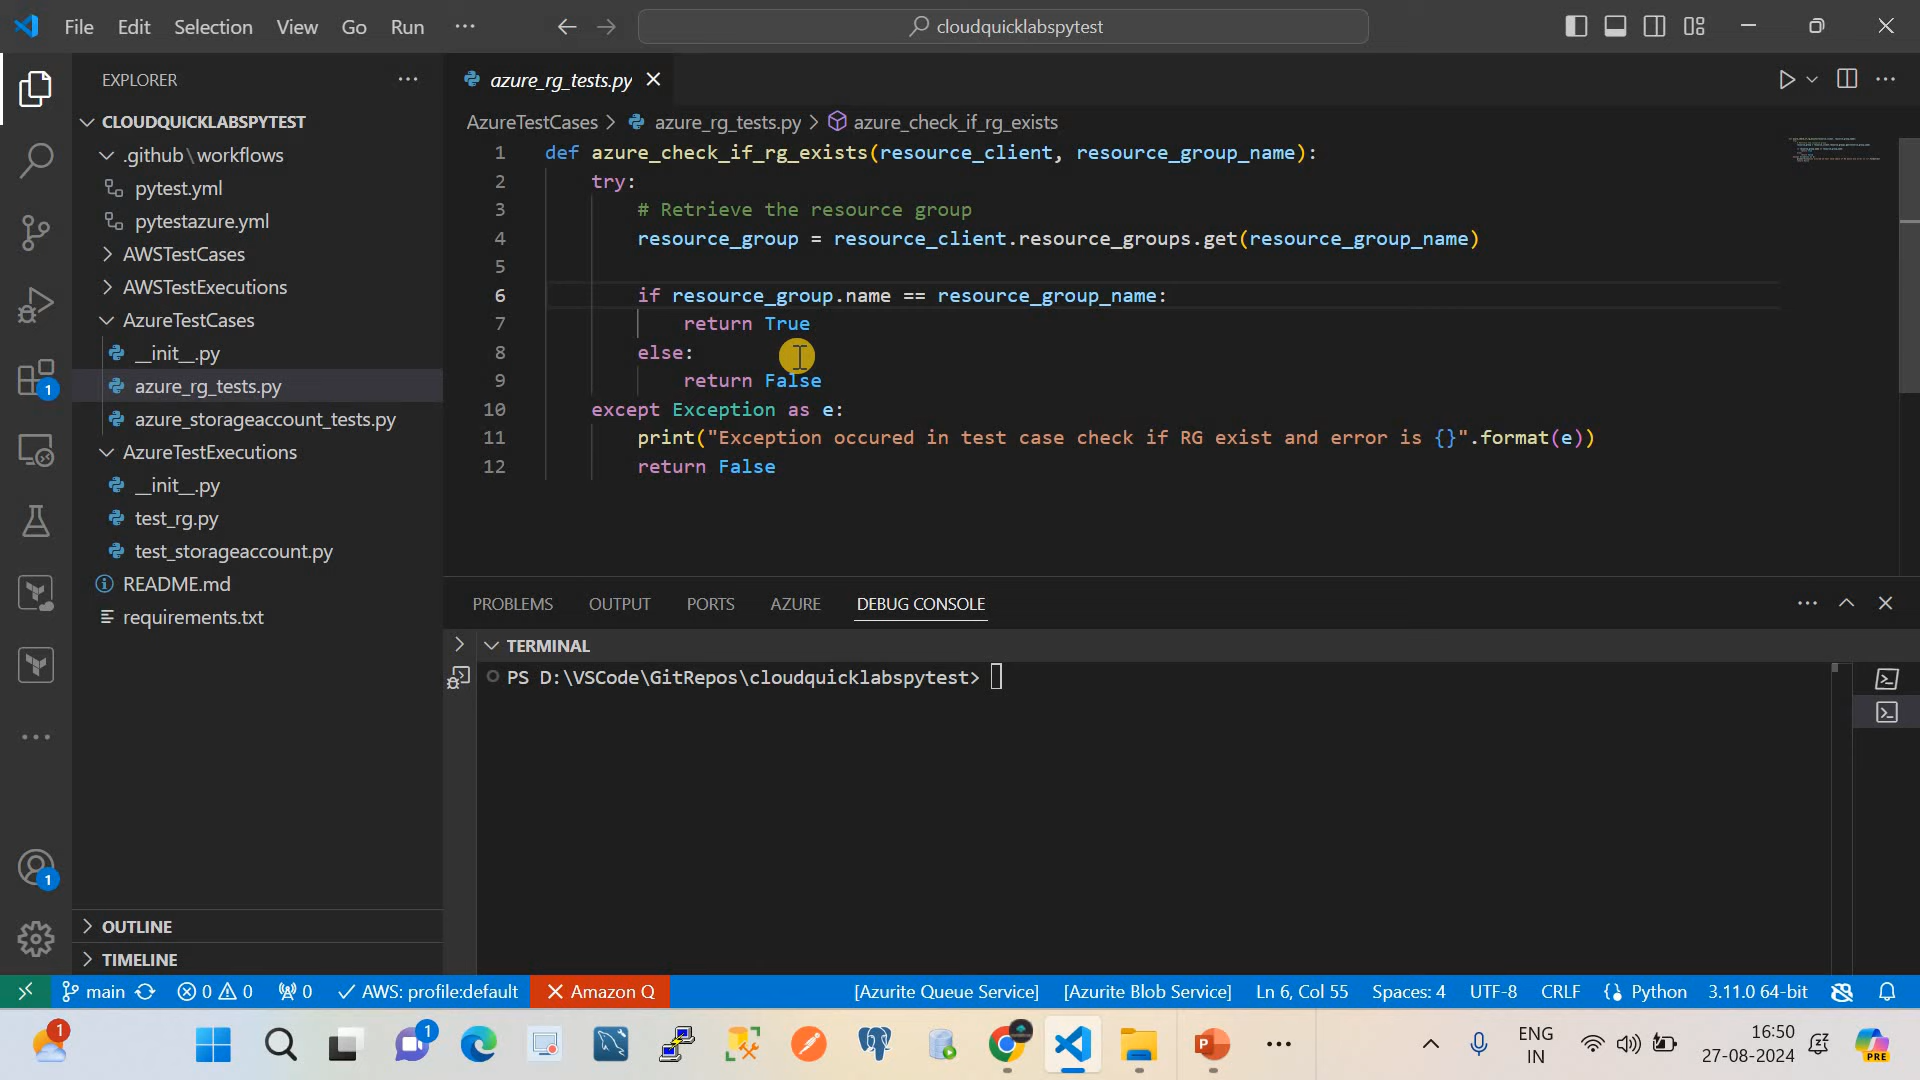 File Edit Selection View Go Run ··· cloudquicklabspytest
EXPLORER ···
CLOUDQUICKLABSPYTEST
.github\workflows
pytest.yml
pytestazure.yml
AWSTestCases
AWSTestExecutions
AzureTestCases
__init__.py
azure_rg_tests.py
azure_storageaccount_tests.py
AzureTestExecutions
__init__.py
test_rg.py
test_storageaccount.py
README.md
requirements.txt
OUTLINE
TIMELINE
1
1
azure_rg_tests.py
AzureTestCases > azure_rg_tests.py > azure_check_if_rg_exists
1 def azure_check_if_rg_exists(resource_client, resource_group_name):
2 try:
3 # Retrieve the resource group
4 resource_group = resource_client.resource_groups.get(resource_group_name)
5
6 if resource_group.name == resource_group_name:
7 return True
8 else:
9 return False
10 except Exception as e:
11 print("Exception occured in test case check if RG exist and error is {}".format(e))
12 return False
PROBLEMS OUTPUT PORTS AZURE DEBUG CONSOLE
TERMINAL
PS D:\VSCode\GitRepos\cloudquicklabspytest>
main 0 0 0 AWS: profile:default Amazon Q [Azurite Queue Service] [Azurite Blob Service] Ln 6, Col 55 Spaces: 4 UTF-8 CRLF Python 3.11.0 64-bit
1 1 P ENG 16:50
IN 27-08-2024 PRE